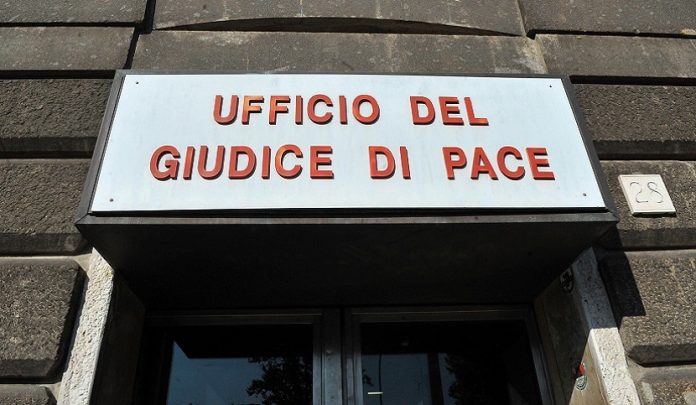 UFFICIO DEL
GIUDICE DI PACE
28